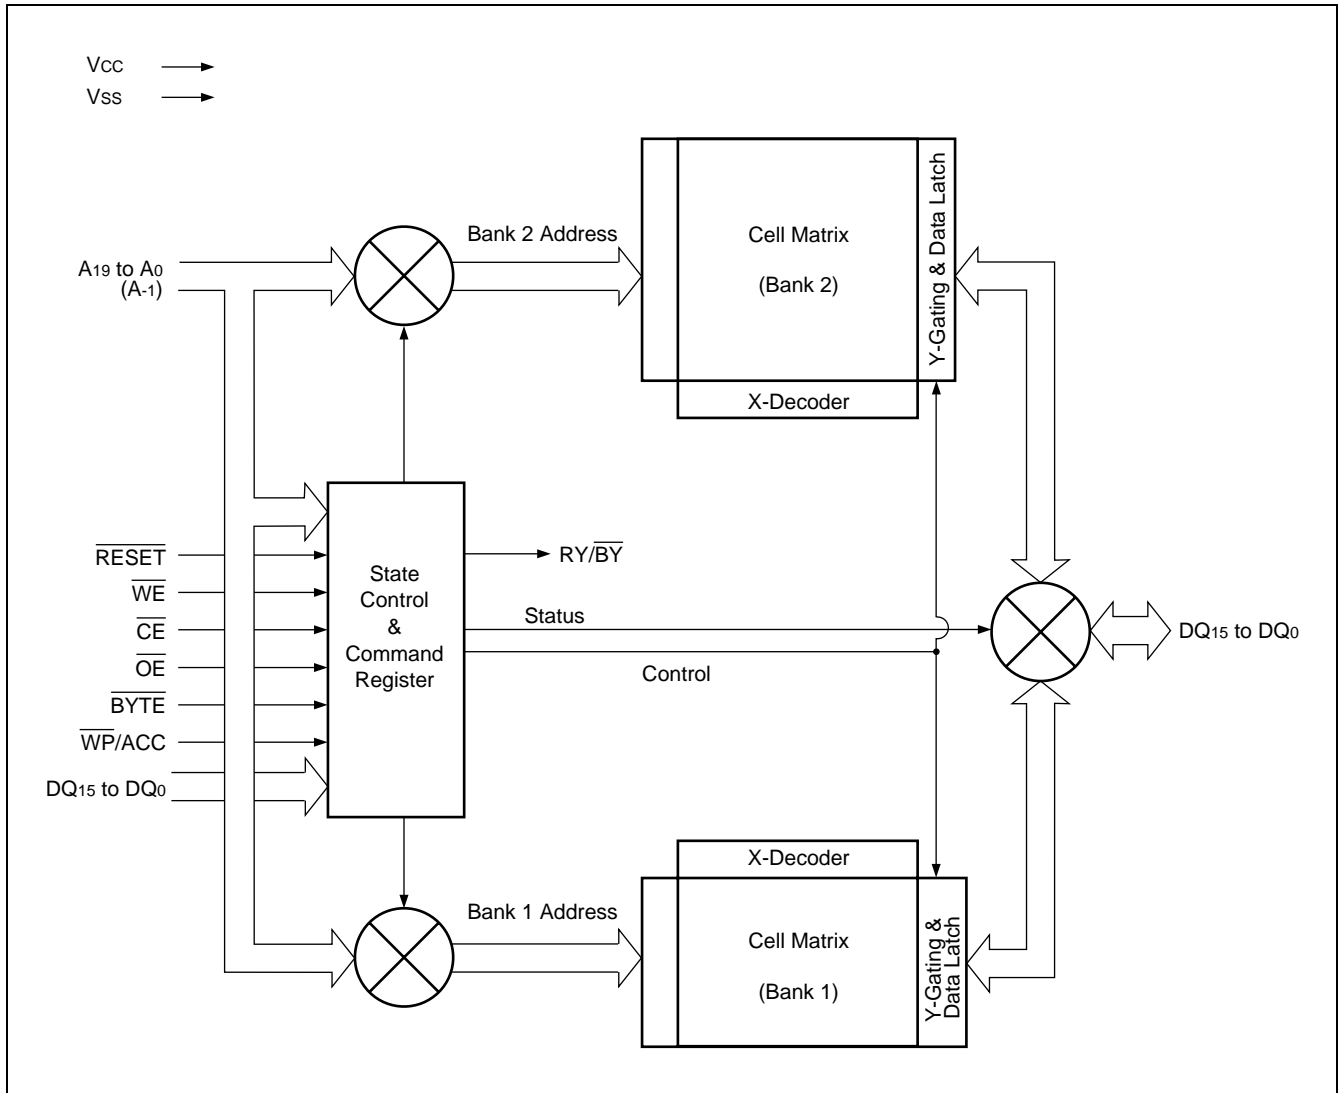 VCC
VSS
Bank 2 Address
Cell Matrix
(Bank 2)
Y-Gating & Data Latch
A19 to A0
(A-1)
X-Decoder
RESET
WE
CE
OE
BYTE
WP/ACC
DQ15 to DQ0
State
Control
&
Command
Register
RY/BY
Status
Control
DQ15 to DQ0
X-Decoder
Bank 1 Address
Cell Matrix
(Bank 1)
Y-Gating &
Data Latch